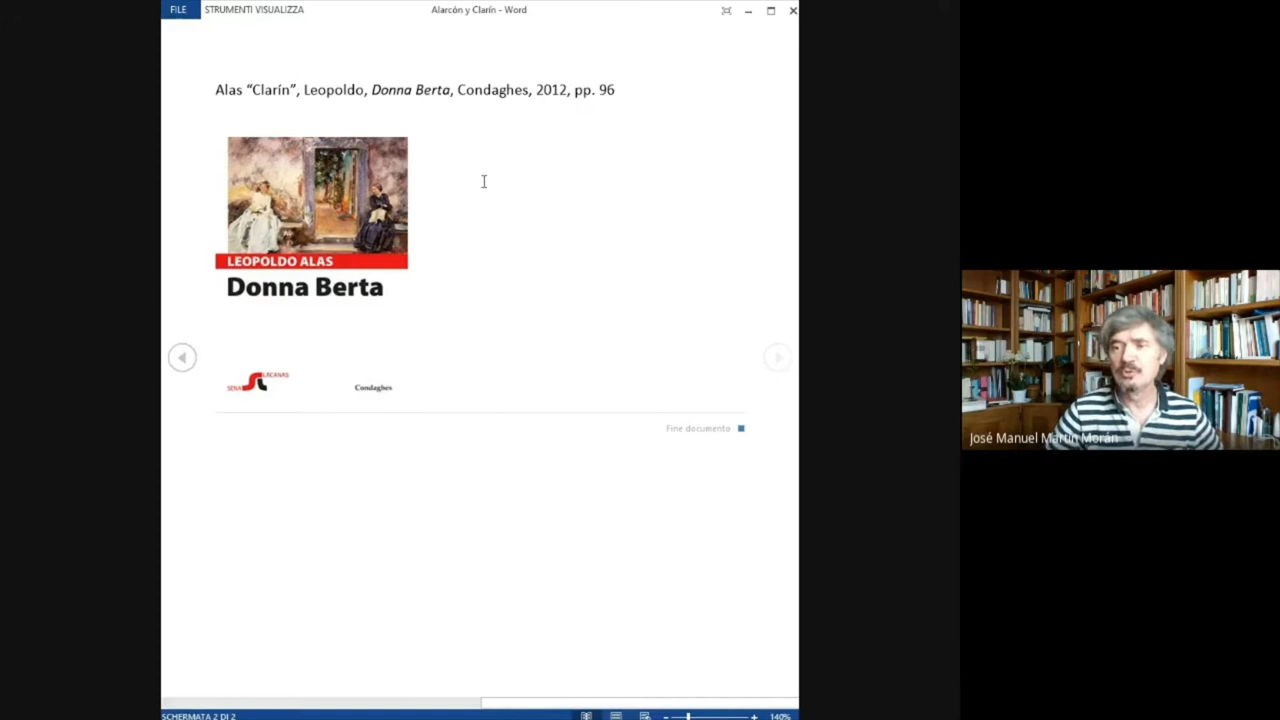 FILE STRUMENTI VISUALIZZA Alarcón y Clarín - Word
Alas “Clarín”, Leopoldo, Donna Berta, Condaghes, 2012, pp. 96
LEOPOLDO ALAS
Donna Berta
Condaghes
Fine documento
José Manuel Martín Morán
SCHERMATA 2 DI 2 140%